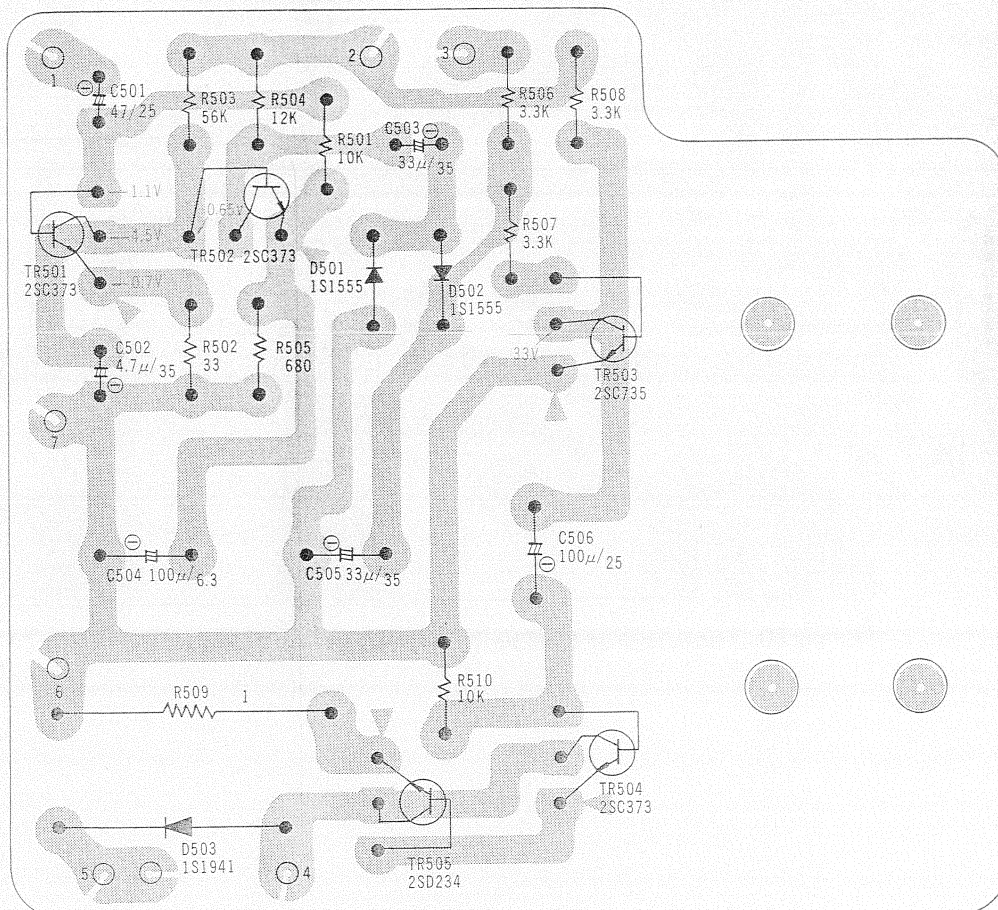 1
2
3
C501
47/25
R503
56K
R504
12K
R501
10K
C503
33μ/35
R506
3.3K
R508
3.3K
1.1V
4.5V
0.7V
0.65V
TR501
2SC373
TR502 2SC373
D501
1S1555
D502
1S1555
R507
3.3K
33V
TR503
2SC735
C502
4.7μ/35
R502
33
R505
680
7
C504 100μ/6.3
C505 33μ/35
C506
100μ/25
6
R509 1
R510
10K
TR504
2SC373
D503
1S1941
5
4
TR505
2SD234